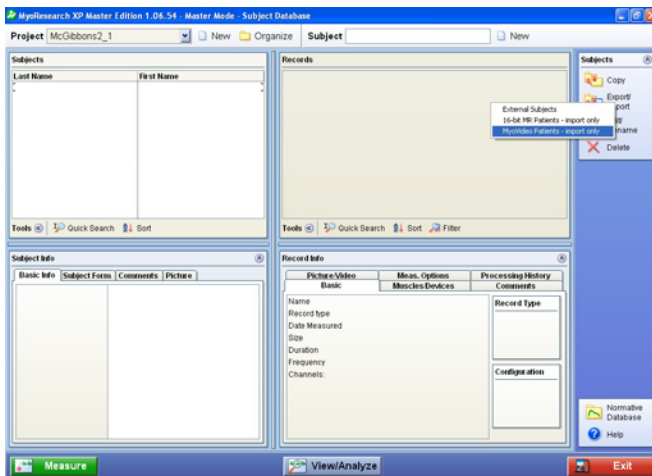 MyoResearch XP Master Edition 1.06.54 - Master Mode - Subject Database
Project McGibbons2_1 New Organize Subject New
Subjects
Last Name First Name
Tools Quick Search Sort
Records
External Subjects
16-bit MR Patients - import only
MyoVideo Patients - import only
Tools Quick Search Sort Filter
Subjects
Copy
Export/
Delete
Subject Info
Basic Info Subject Form Comments Picture
Record Info
Picture/Video Meas. Options Processing History
Basic Muscles/Devices Comments
Name
Record type
Date Measured
Size
Duration
Frequency
Channels:
Record Type
Configuration
Normative
Database
Help
Measure View/Analyze Exit